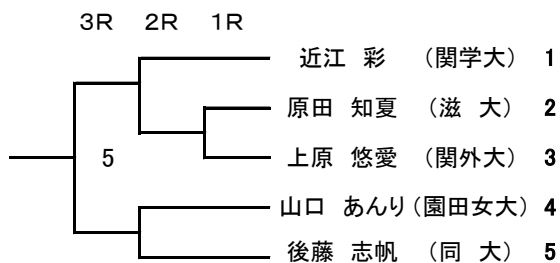 3R 2R 1R
近江 彩 (関学大) 1
原田 知夏 (滋 大) 2
5 上原 悠愛 (関外大) 3
山口 あんり(園田女大) 4
後藤 志帆 (同 大) 5